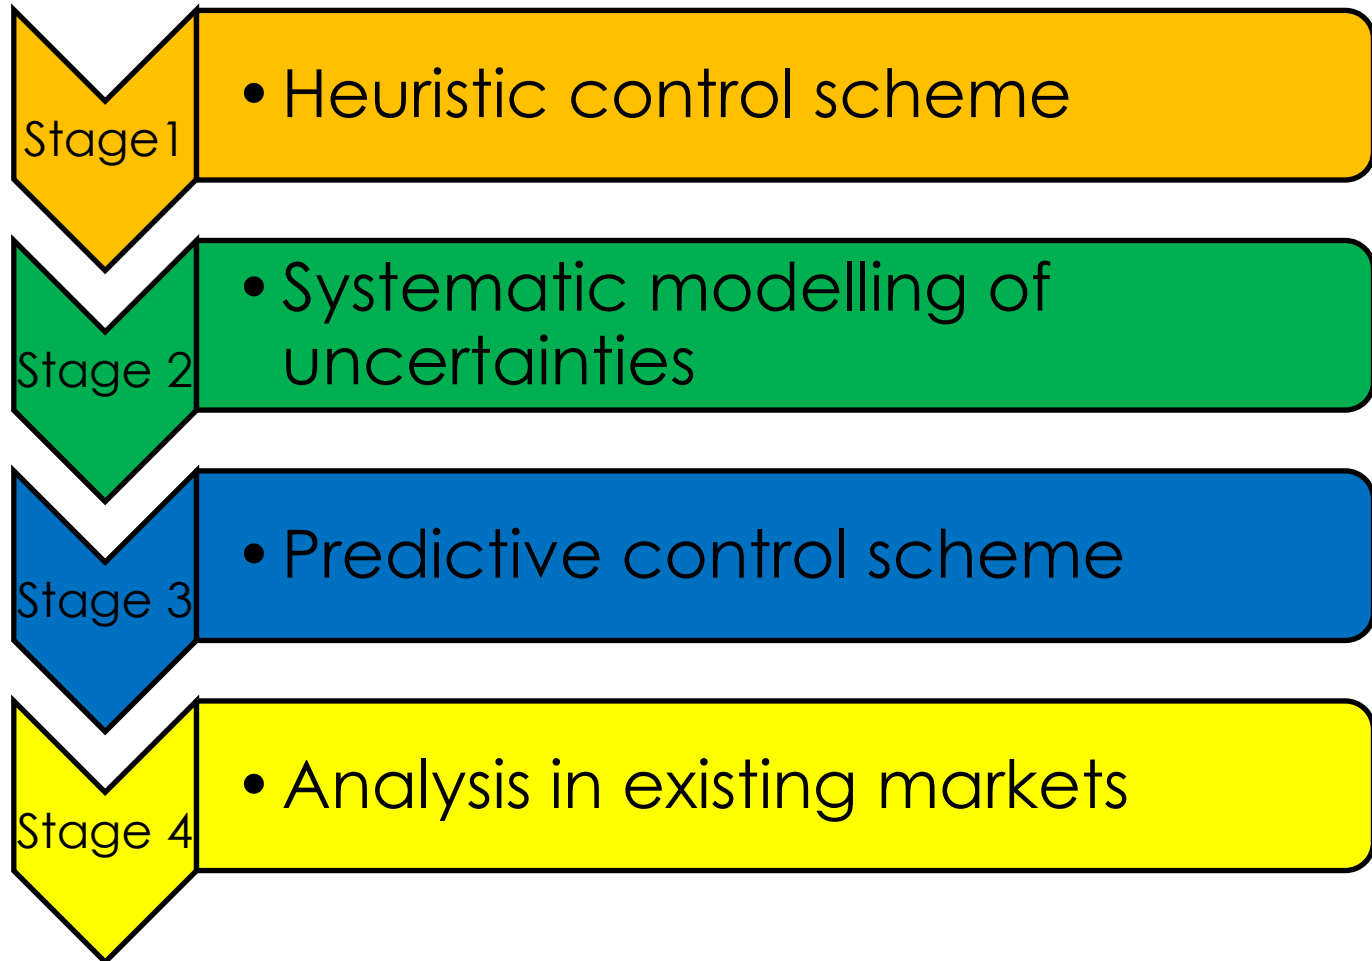 Stage1
• Heuristic control scheme
Stage 2
• Systematic modelling of
uncertainties
Stage 3
• Predictive control scheme
Stage 4
• Analysis in existing markets